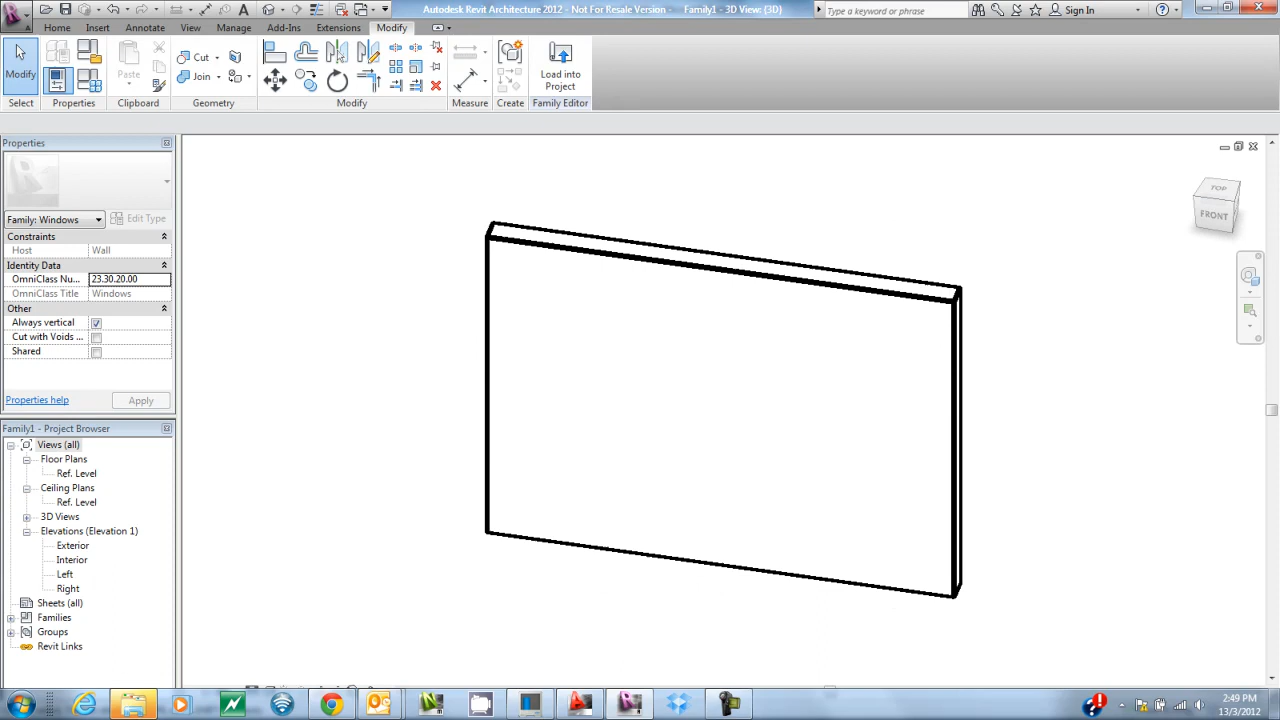 Autodesk Revit Architecture 2012 - Not For Resale Version - Family1 - 3D View: {3D}
Type a keyword or phrase
Sign In
Home Insert Annotate View Manage Add-Ins Extensions Modify
Modify
Paste
Cut
Join
Load into
Project
Select Properties Clipboard Geometry Modify Measure Create Family Editor
Properties
Family: Windows
Edit Type
Constraints
Host Wall
Identity Data
OmniClass Nu... 23.30.20.00
OmniClass Title Windows
Other
Always vertical
Cut with Voids ...
Shared
Properties help
Apply
Family1 - Project Browser
Views (all)
Floor Plans
Ref. Level
Ceiling Plans
Ref. Level
3D Views
Elevations (Elevation 1)
Exterior
Interior
Left
Right
Sheets (all)
Families
Groups
Revit Links
TOP
FRONT
2:49 PM
13/3/2012